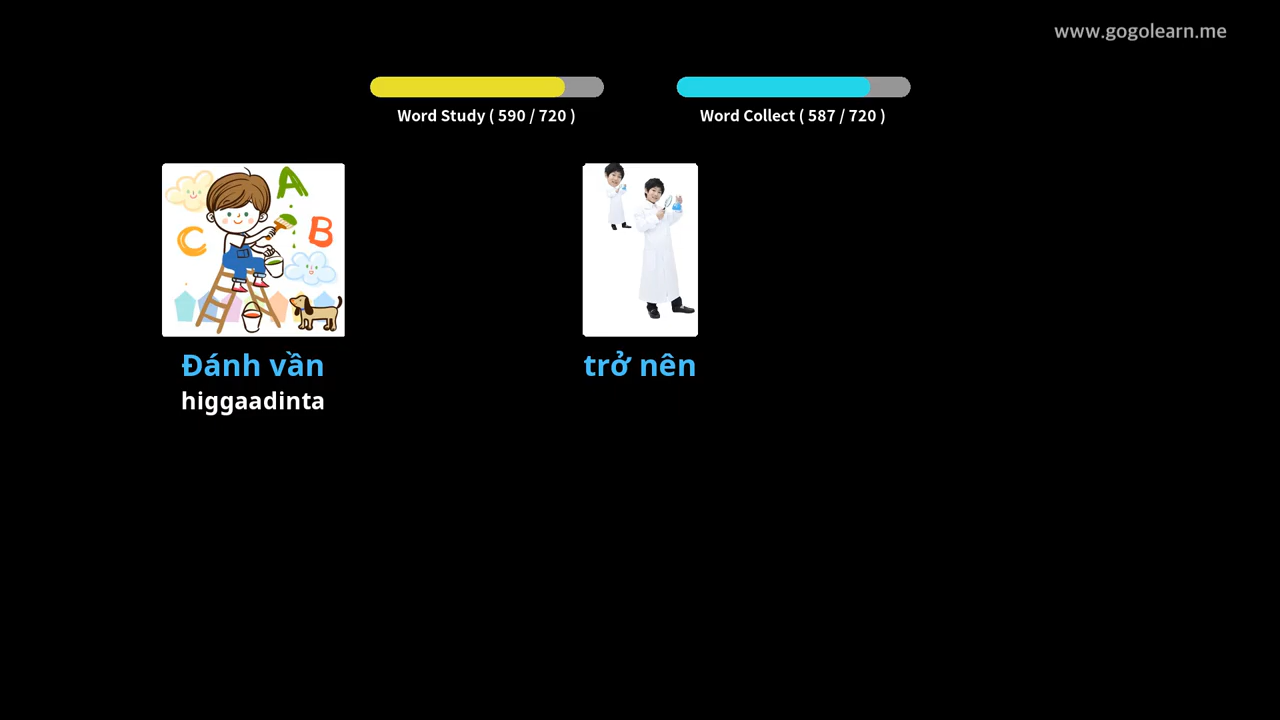 www.gogolearn.me
Word Study ( 590 / 720 )
Word Collect ( 587 / 720 )
A
B
C
Đánh vần
trở nên
higgaadinta